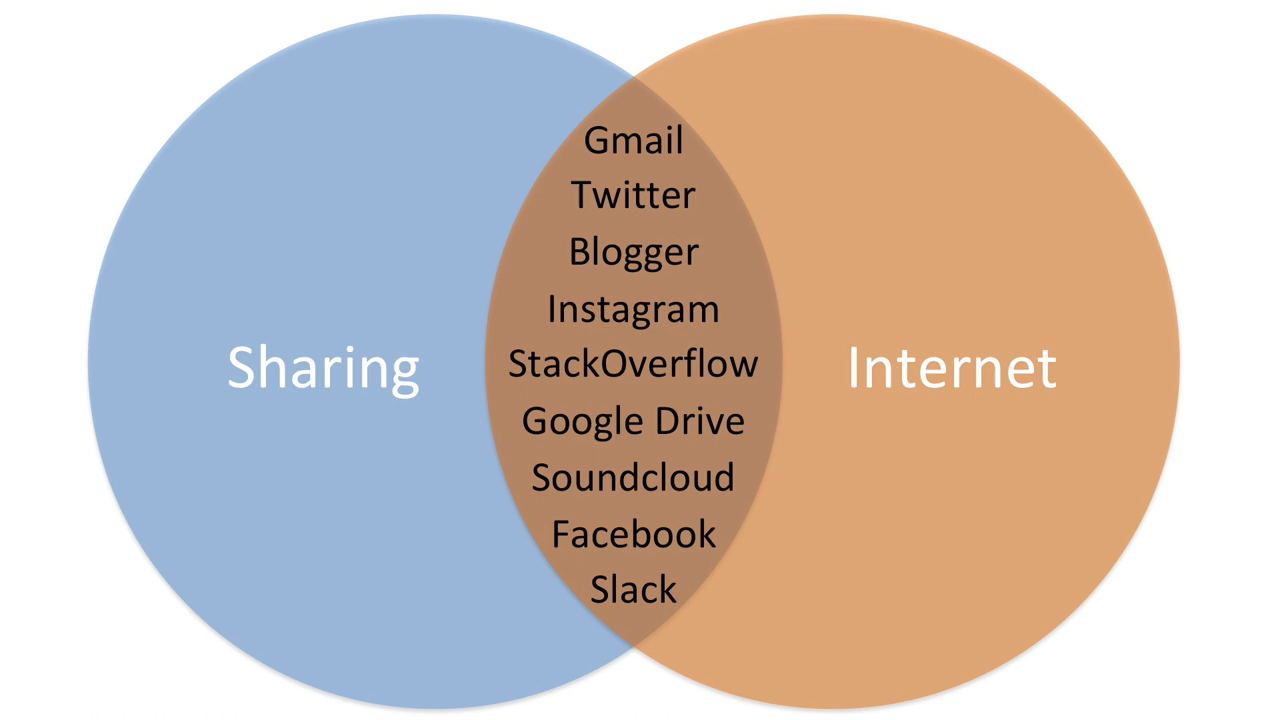 Gmail
Twitter
Blogger
Instagram
Sharing
StackOverflow
Internet
Google Drive
Soundcloud
Facebook
Slack